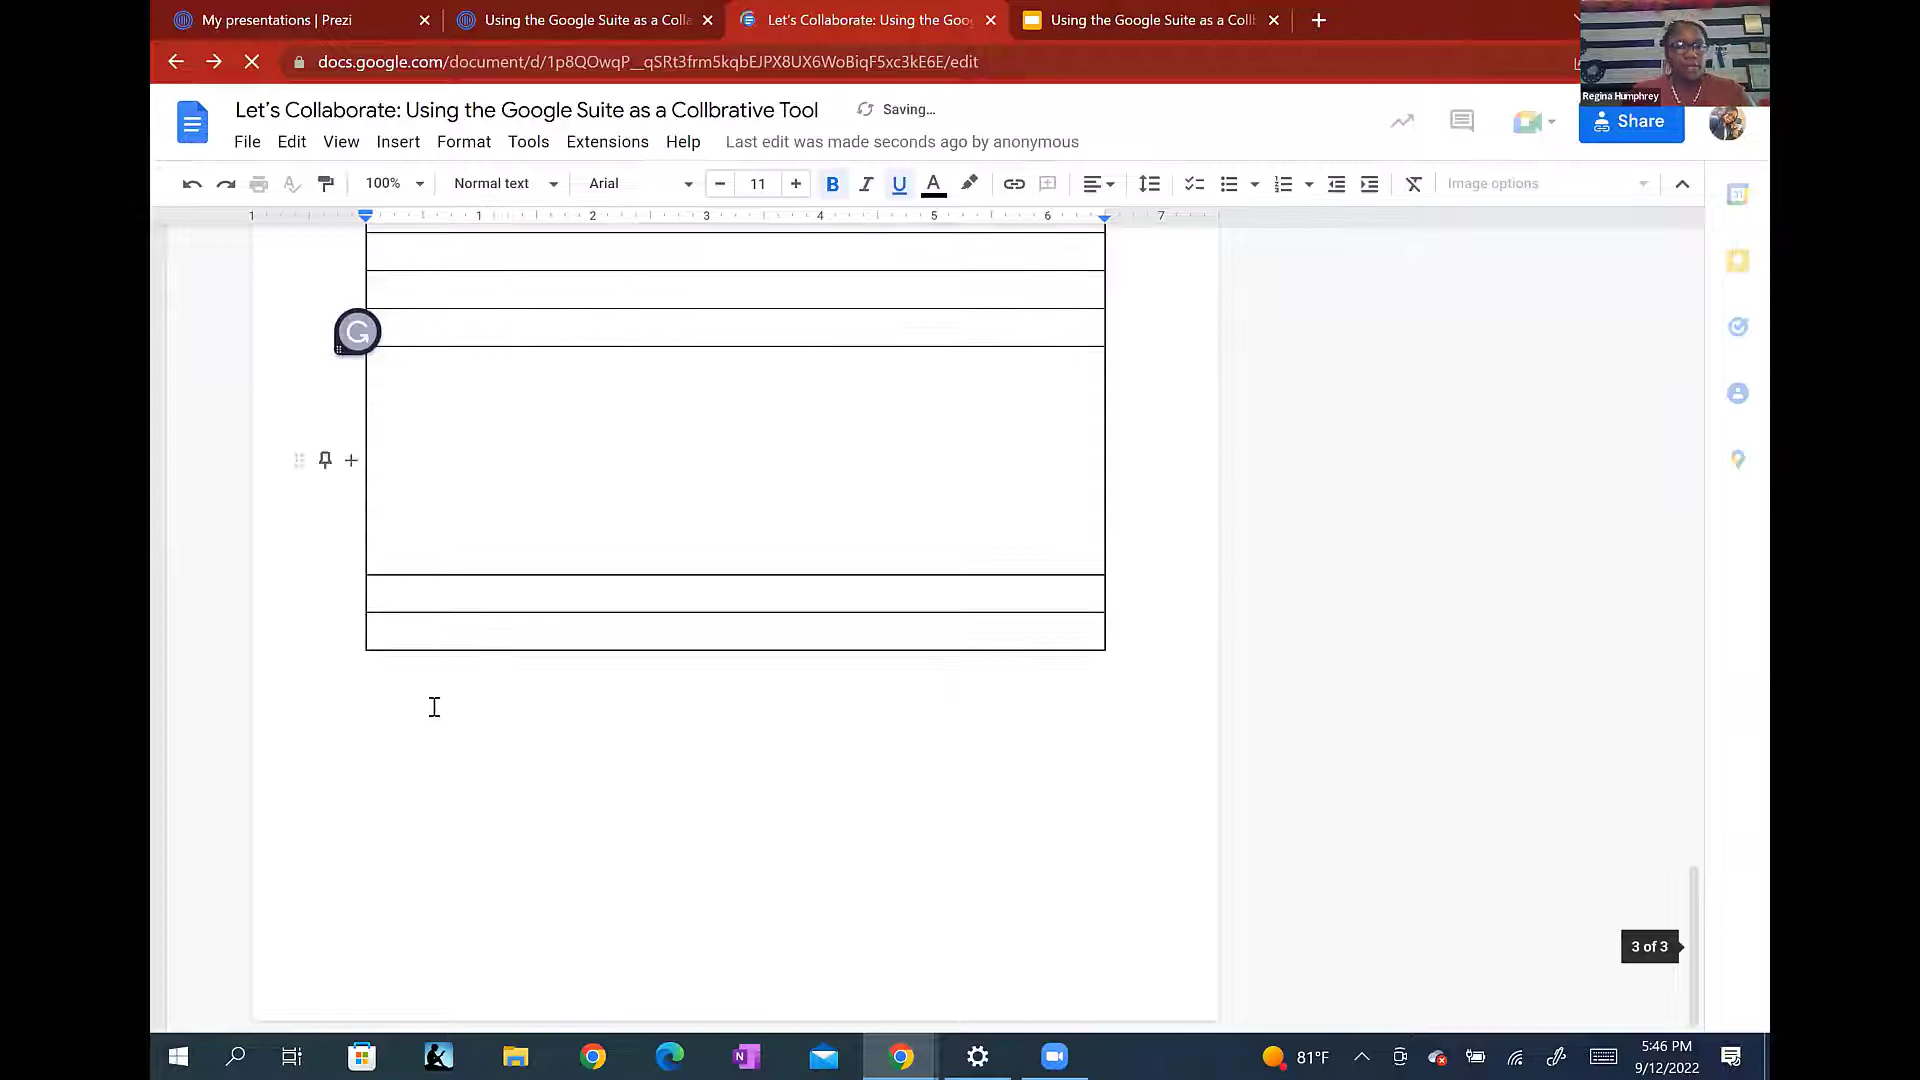 My presentations | Prezi
Using the Google Suite as a Colla
Let's Collaborate: Using the Goo
Using the Google Suite as a Coll
docs.google.com/document/d/1p8QOwqP__qSRt3frm5kqbEJPX8UX6WoBiqF5xc3kE6E/edit
Regina Humphrey
Let's Collaborate: Using the Google Suite as a Collbrative Tool
Saving...
Share
File Edit View Insert Format Tools Extensions Help Last edit was made seconds ago by anonymous
100% Normal text Arial 11 B I U A Image options
1 1 2 3 4 5 6 7
3 of 3
81°F
5:46 PM
9/12/2022